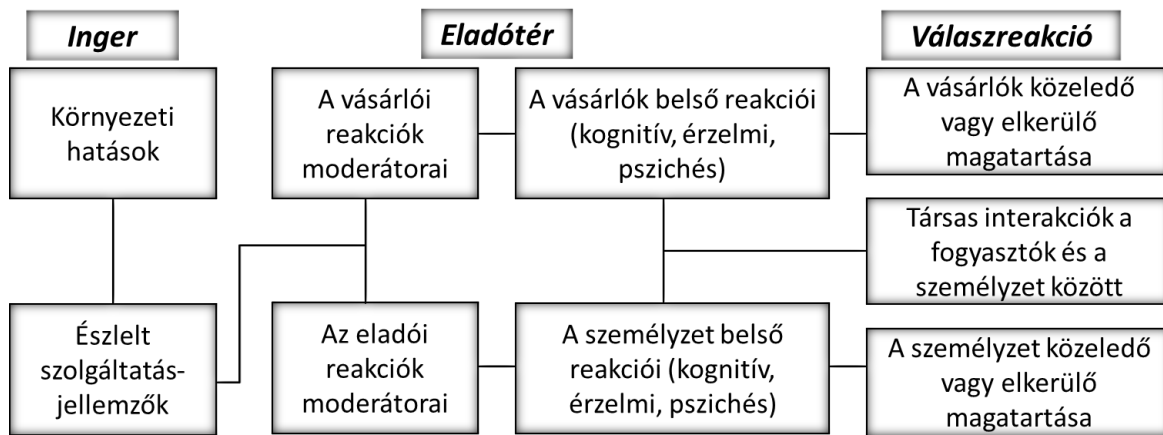 Inger
Eladótér
Válaszreakció
Környezeti
hatások
A vásárlói
reakciók
moderátorai
A vásárlók belső reakciói
(kognitív, érzelmi,
pszichés)
A vásárlók közeledő
vagy elkerülő
magatartása
Társas interakciók a
fogyasztók és a
személyzet között
Észlelt
szolgáltatás-
jellemzők
Az eladói
reakciók
moderátorai
A személyzet belső
reakciói (kognitív,
érzelmi, pszichés)
A személyzet közeledő
vagy elkerülő
magatartása